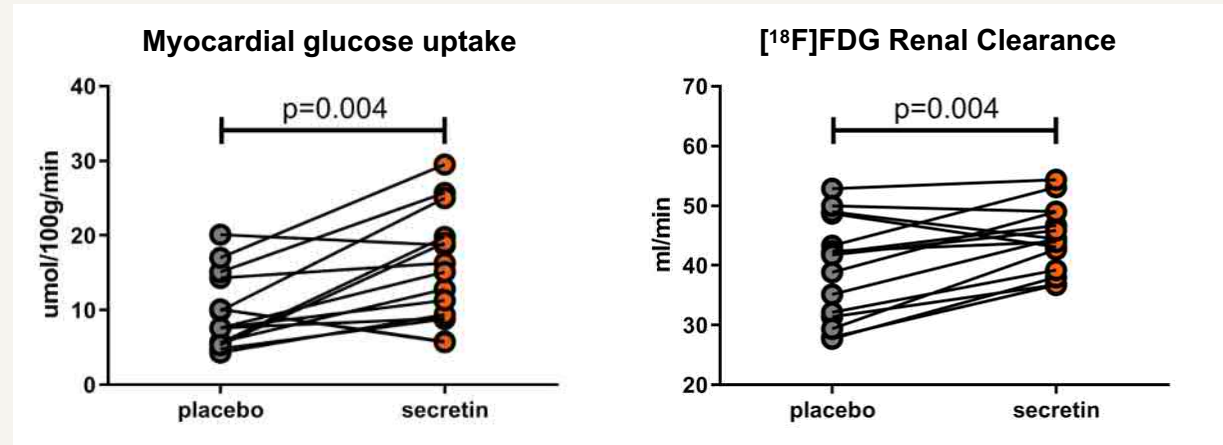 Myocardial glucose uptake
p=0.004
40
30
20
10
0
umol/100g/min
placebo
secretin
[¹⁸F]FDG Renal Clearance
p=0.004
70
60
50
40
30
20
ml/min
placebo
secretin